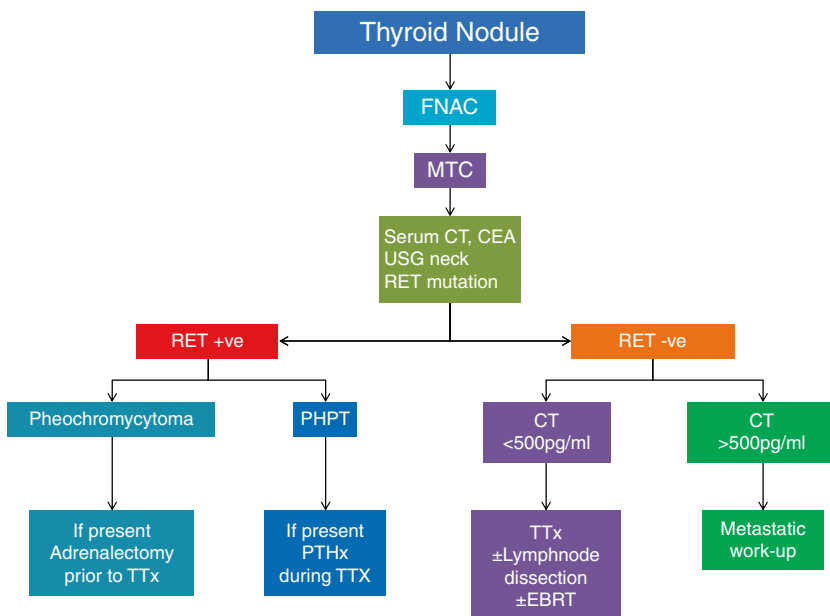 Thyroid Nodule
FNAC
MTC
Serum CT, CEA
USG neck
RET mutation
RET +ve
RET -ve
Pheochromycytoma
PHPT
CT
<500pg/ml
CT
>500pg/ml
If present
Adrenalectomy
prior to TTx
If present
PTHx
during TTX
TTx
±Lymphnode
dissection
±EBRT
Metastatic
work-up